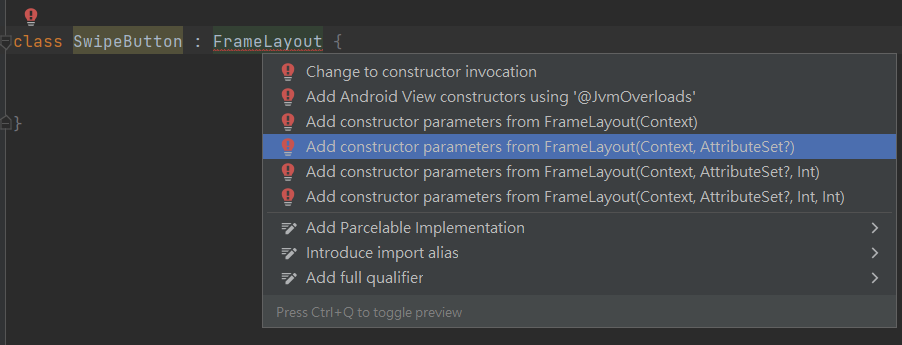 class SwipeButton : FrameLayout {
Change to constructor invocation
Add Android View constructors using '@JvmOverloads'
Add constructor parameters from FrameLayout(Context)
Add constructor parameters from FrameLayout(Context, AttributeSet?)
Add constructor parameters from FrameLayout(Context, AttributeSet?, Int)
Add constructor parameters from FrameLayout(Context, AttributeSet?, Int, Int)
Add Parcelable Implementation
Introduce import alias
Add full qualifier
Press Ctrl+Q to toggle preview
}